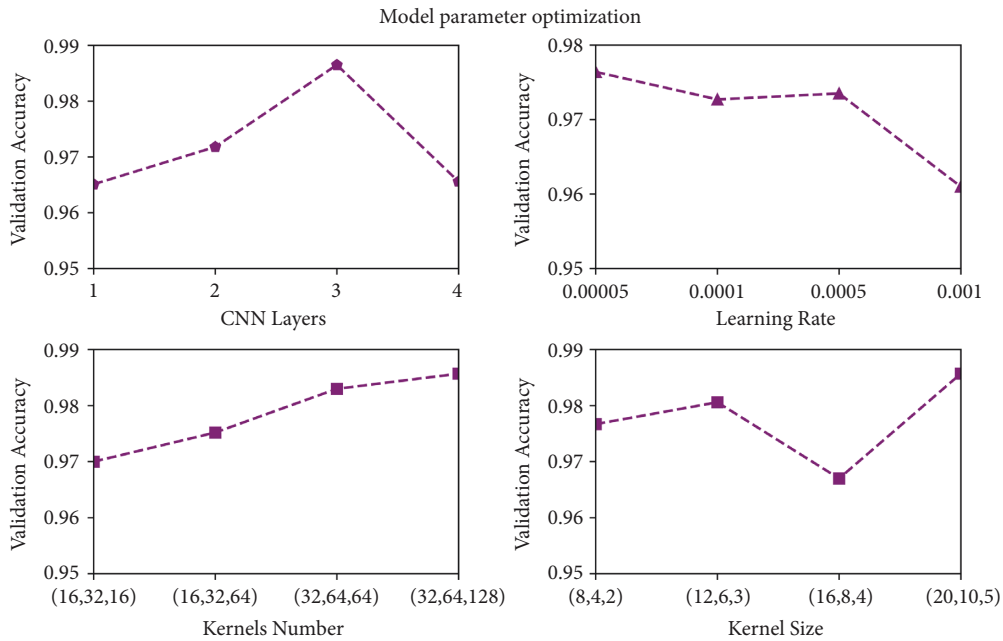 Model parameter optimization
Validation Accuracy
0.99
0.98
0.97
0.96
0.95
1 2 3 4
CNN Layers
Validation Accuracy
0.98
0.97
0.96
0.95
0.00005 0.0001 0.0005 0.001
Learning Rate
Validation Accuracy
0.99
0.98
0.97
0.96
0.95
(16,32,16) (16,32,64) (32,64,64) (32,64,128)
Kernels Number
Validation Accuracy
0.99
0.98
0.97
0.96
0.95
(8,4,2) (12,6,3) (16,8,4) (20,10,5)
Kernel Size